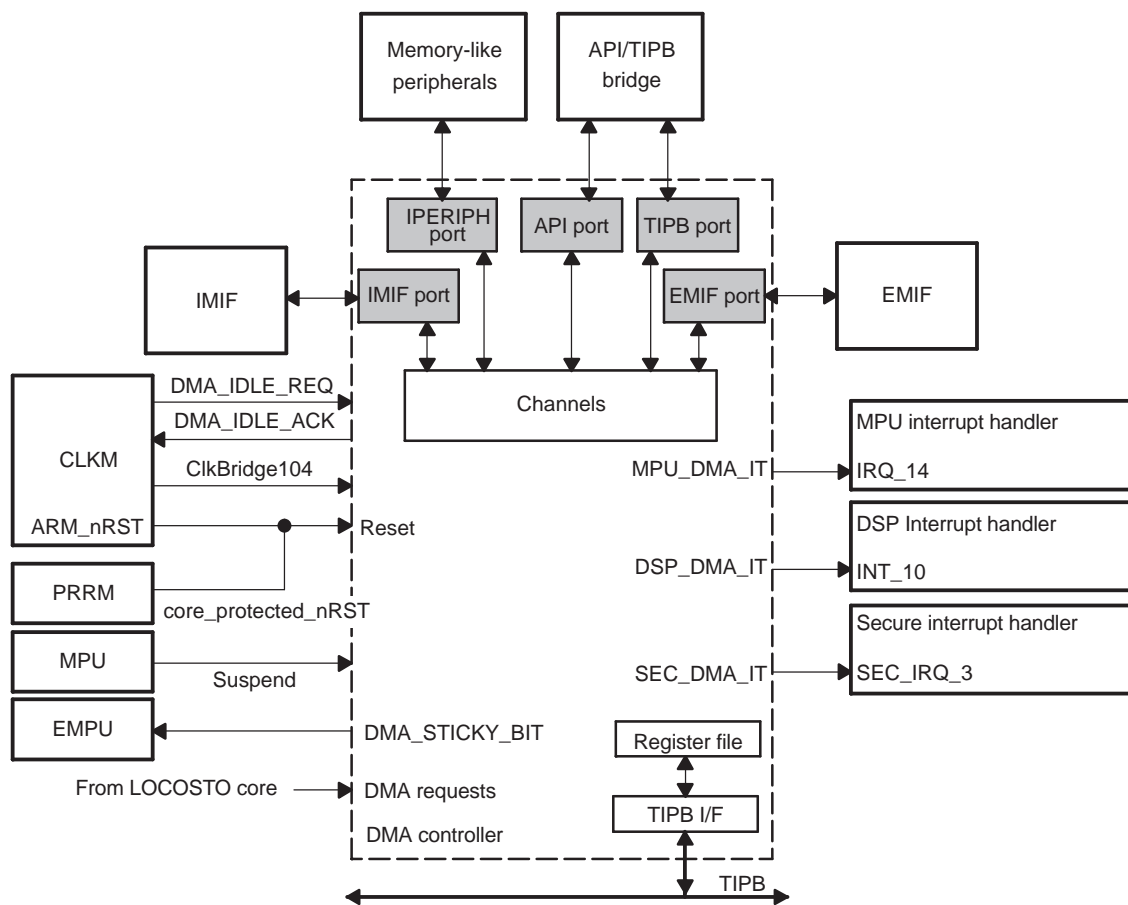 Memory-like
peripherals
API/TIPB
bridge
IPERIPH
port
API port
TIPB port
IMIF
IMIF port
EMIF port
EMIF
Channels
CLKM
DMA_IDLE_REQ
DMA_IDLE_ACK
ClkBridge104
ARM_nRST
Reset
PRRM
core_protected_nRST
MPU
Suspend
EMPU
DMA_STICKY_BIT
From LOCOSTO core
DMA requests
DMA controller
MPU_DMA_IT
MPU interrupt handler
IRQ_14
DSP_DMA_IT
DSP Interrupt handler
INT_10
SEC_DMA_IT
Secure interrupt handler
SEC_IRQ_3
Register file
TIPB I/F
TIPB